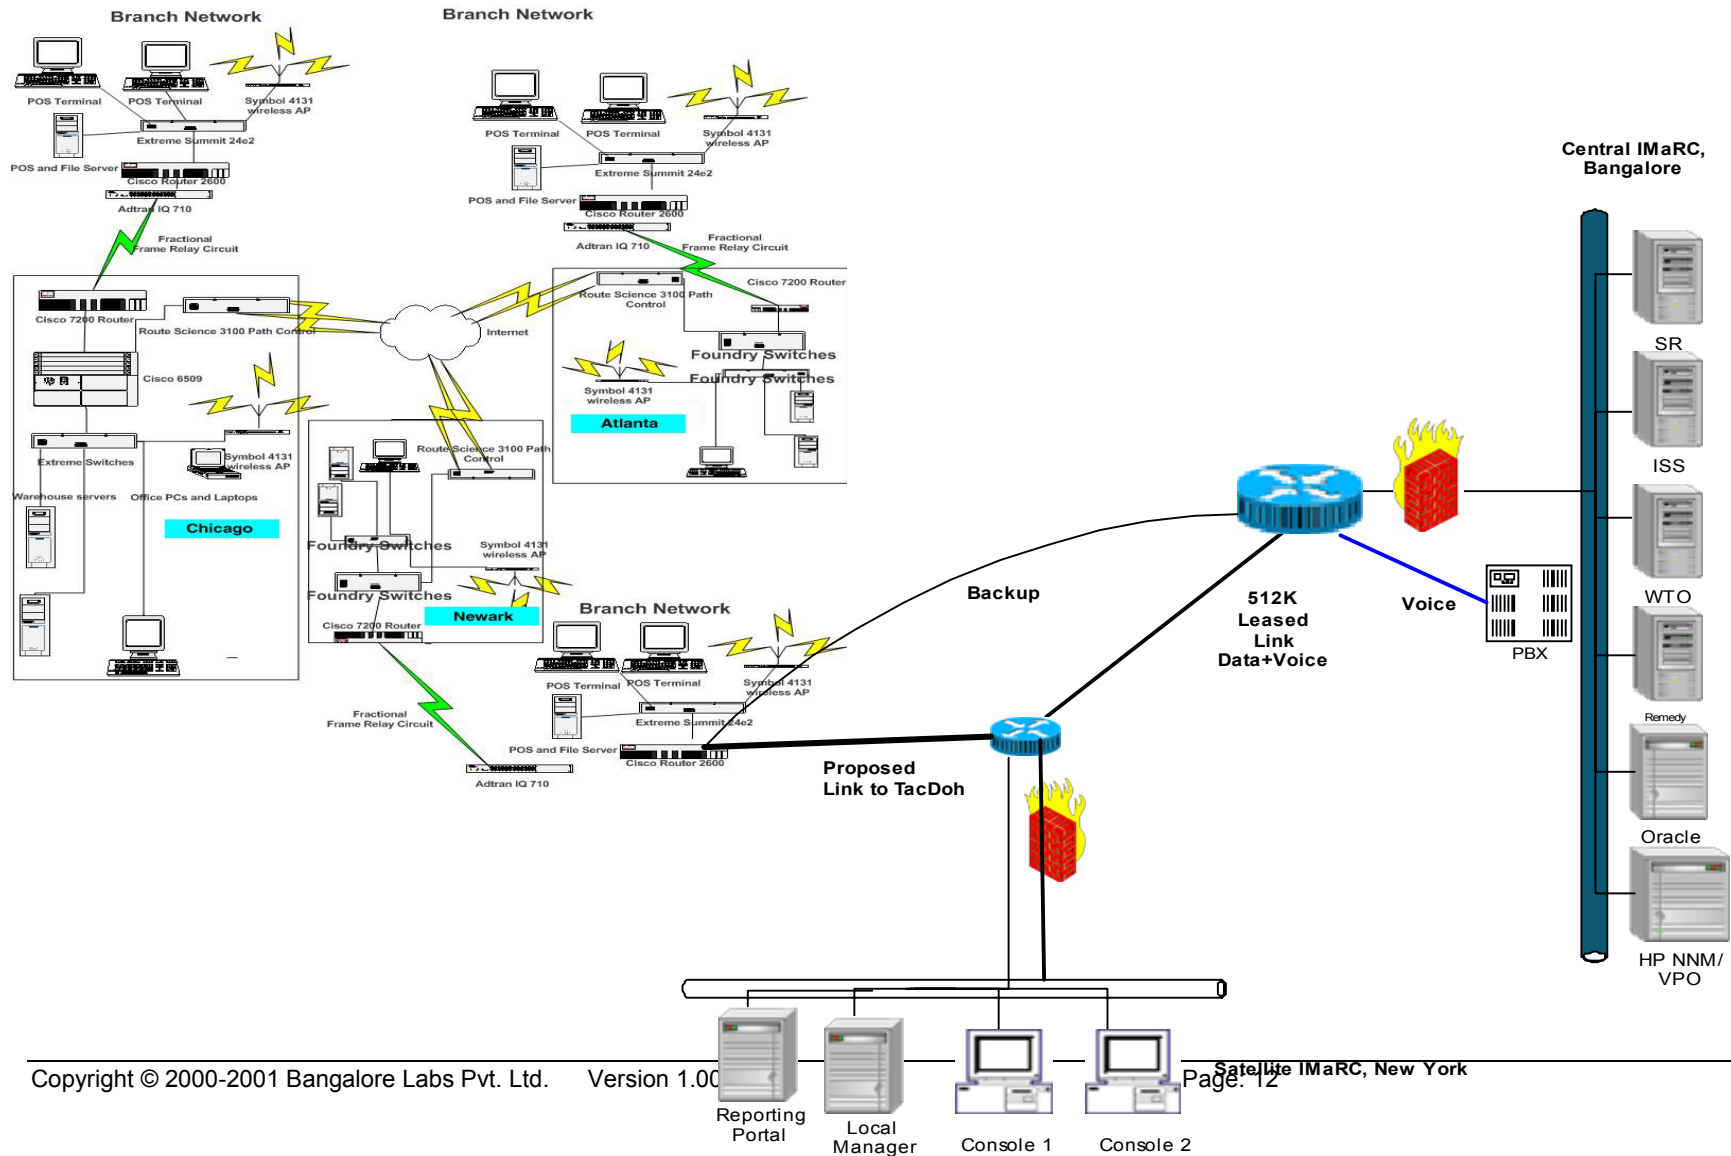 Branch Network
POS Terminal
POS Terminal
Symbol 4131
wireless AP
Extreme Summit 24e2
POS and File Server
Cisco Router 2600
Adtran IQ 710
Fractional
Frame Relay Circuit
Branch Network
POS Terminal
POS Terminal
Symbol 4131
wireless AP
Extreme Summit 24e2
POS and File Server
Cisco Router 2600
Adtran IQ 710
Fractional
Frame Relay Circuit
Cisco 7200 Router
Route Science 3100 Path Control
Cisco 6509
Extreme Switches
Symbol 4131
wireless AP
Warehouse servers
Office PCs and Laptops
Chicago
Internet
Route Science 3100 Path
Control
Cisco 7200 Router
Foundry Switches
Foundry Switches
Symbol 4131
wireless AP
Atlanta
Route Science 3100 Path
Control
Foundry Switches
Symbol 4131
wireless AP
Foundry Switches
Newark
Cisco 7200 Router
Fractional
Frame Relay Circuit
Adtran IQ 710
Branch Network
POS Terminal
POS Terminal
Symbol 4131
wireless AP
Extreme Summit 24e2
POS and File Server
Cisco Router 2600
Backup
Proposed
Link to TacDoh
512K
Leased
Link
Data+Voice
Voice
PBX
Central IMaRC,
Bangalore
SR
ISS
WTO
Remedy
Oracle
HP NNM/
VPO
Satellite IMaRC, New York
Reporting
Portal
Local
Manager
Console 1
Console 2
Copyright © 2000-2001 Bangalore Labs Pvt. Ltd. Version 1.00 Page: 12